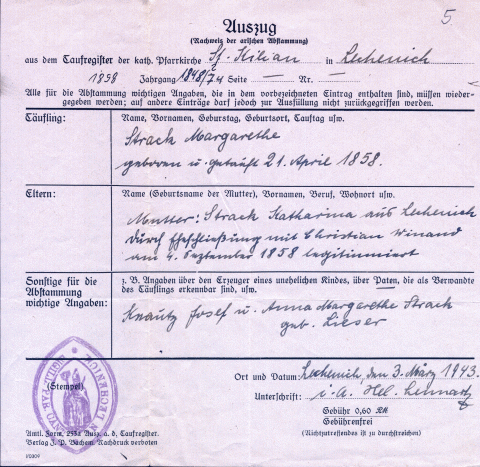 5
Auszug
(Nachweis der arischen Abstammung)
aus dem Taufregister der kath. Pfarrkirche St. Kilian in Lechenich
1858 Jahrgang 1848/74 Seite — Nr. —
Alle für die Abstammung wichtigen Angaben, die in dem vorbezeichneten Eintrag enthalten sind, müssen wieder-
gegeben werden; auf andere Einträge darf jedoch zur Ausfüllung nicht zurückgegriffen werden.
Täufling:
Name, Vornamen, Geburtstag, Geburtsort, Tauftag usw.
Strack Margarethe
geboren u. getauft 21. April 1858.
Eltern:
Name (Geburtsname der Mutter), Vornamen, Beruf, Wohnort usw.
Mutter: Strack Katharina aus Lechenich
durch Eheschließung mit Christian Winand
am 4. September 1858 legitimiert
Sonstige für die
Abstammung
wichtige Angaben:
z. B. Angaben über den Erzeuger eines unehelichen Kindes, über Paten, die als Verwandte
des Täuflings erkennbar sind, usw.
Knautz Josef u. Anna Margarethe Strack
geb. Lieser
(Stempel)
Ort und Datum: Lechenich, den 3. März 1943.
Unterschrift: i. A. Hel. Lennartz
Gebühr 0,60 RM
Gebührenfrei
(Nichtzutreffendes ist zu durchstreichen)
Amtl. Form. 255a Ausz. a. d. Taufregister.
Verlag J. P. Bachem. Nachdruck verboten